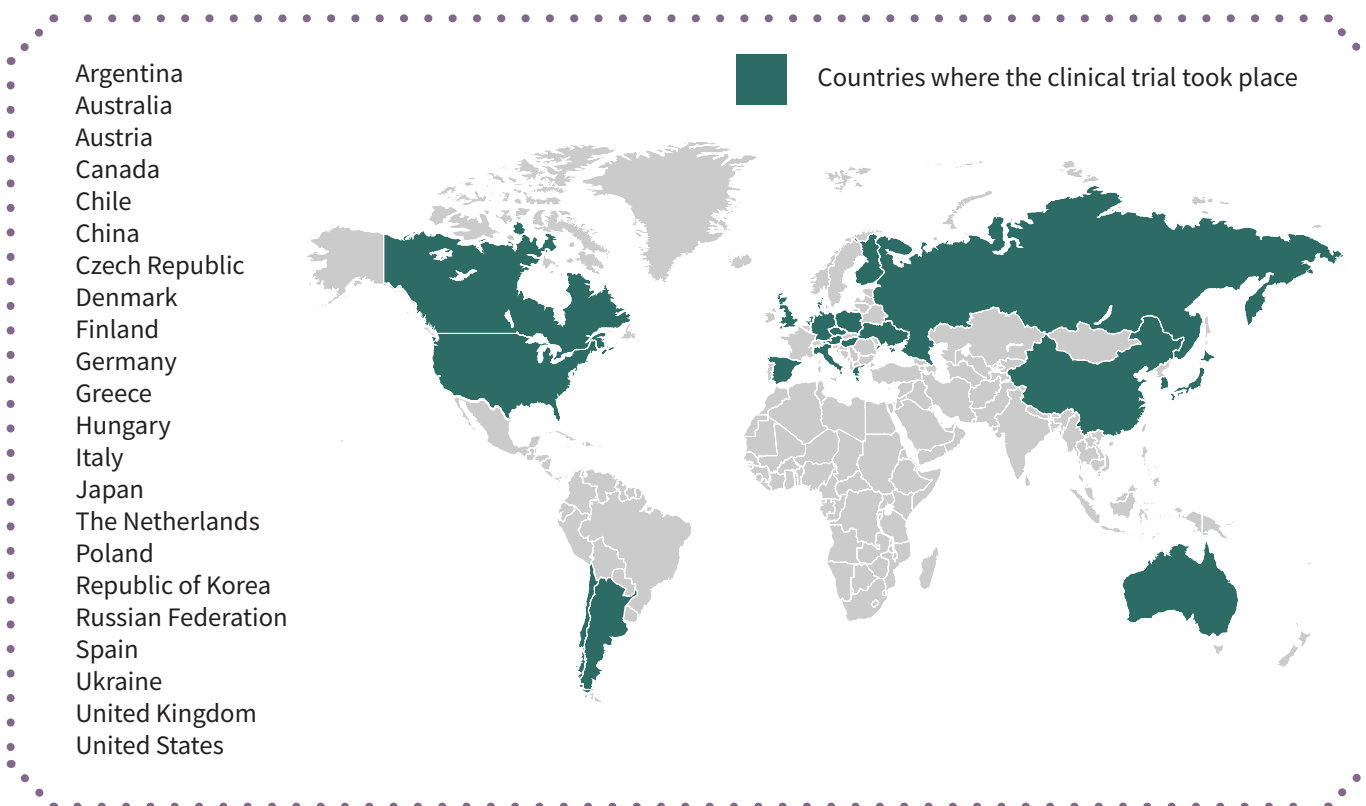 Argentina
Australia
Austria
Canada
Chile
China
Czech Republic
Denmark
Finland
Germany
Greece
Hungary
Italy
Japan
The Netherlands
Poland
Republic of Korea
Russian Federation
Spain
Ukraine
United Kingdom
United States
Countries where the clinical trial took place